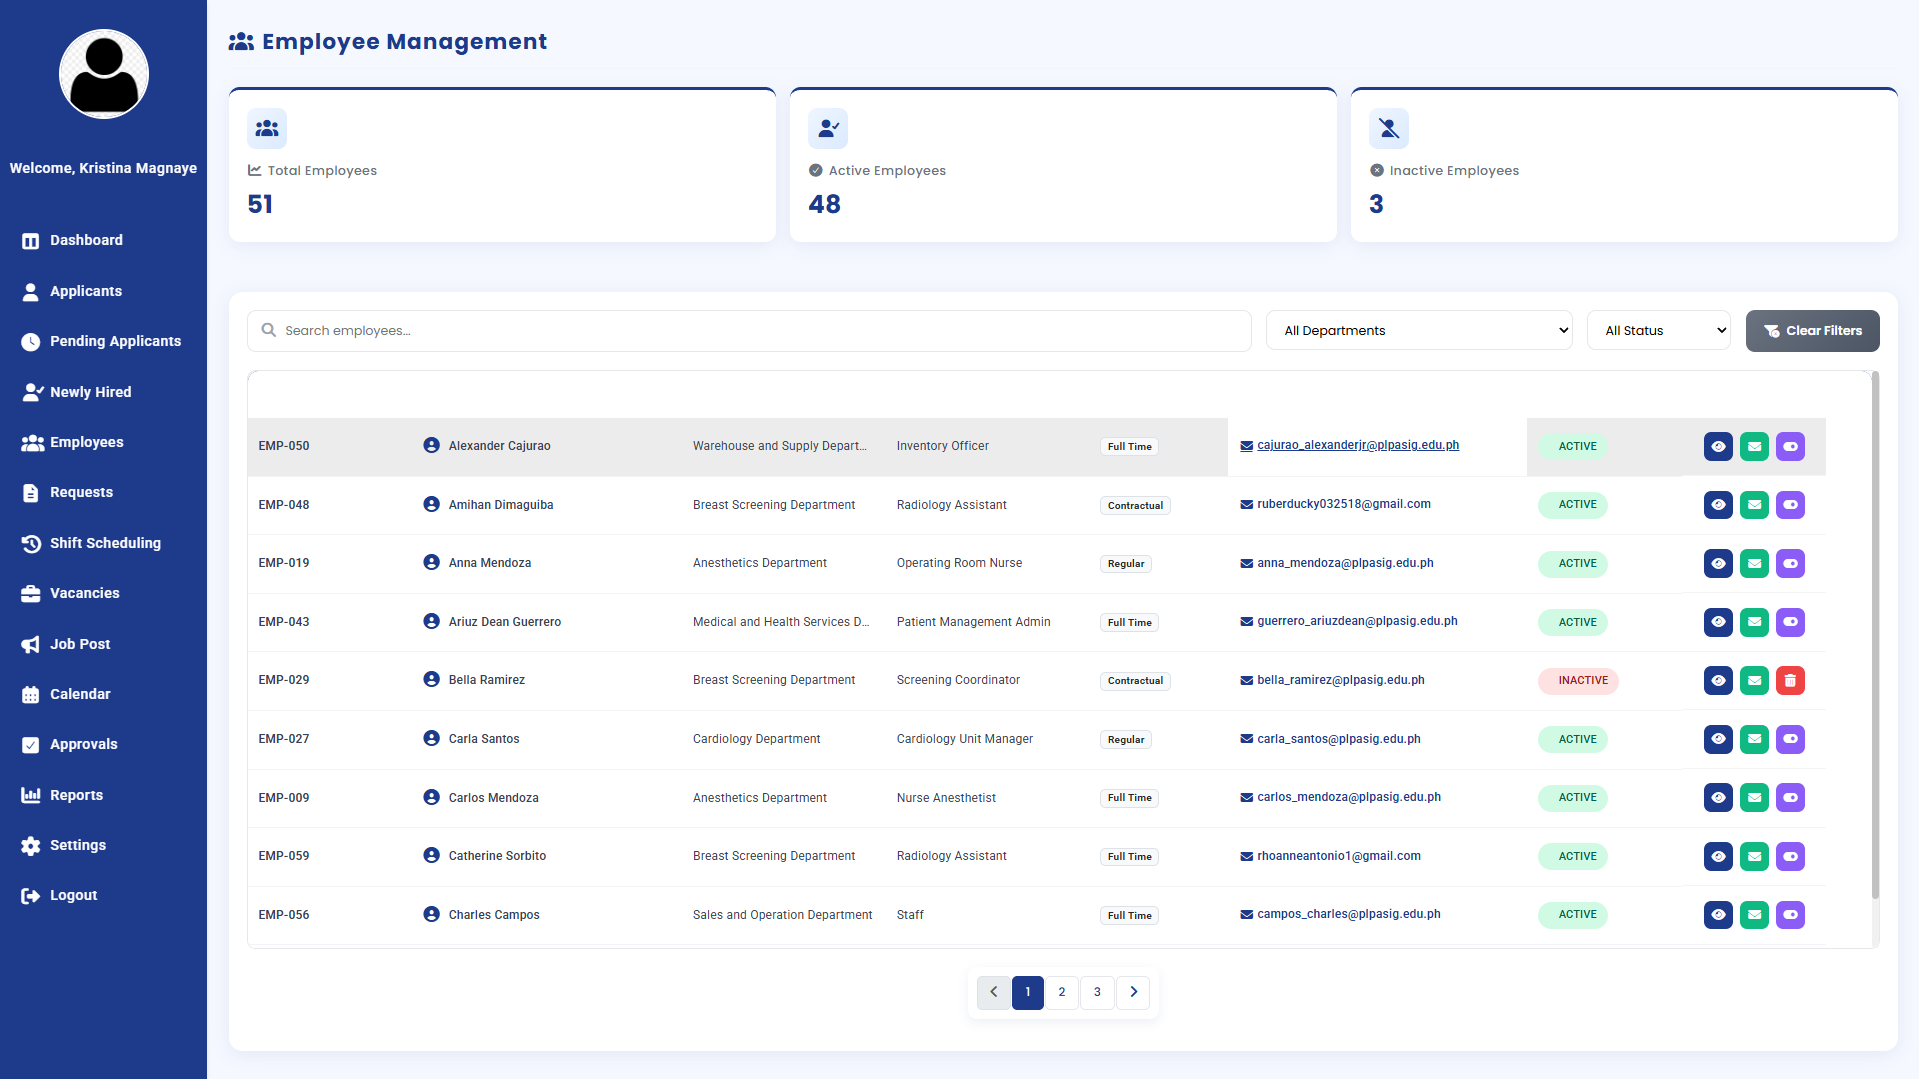 Welcome, Kristina Magnaye
Dashboard
Applicants
Pending Applicants
Newly Hired
Employees
Requests
Shift Scheduling
Vacancies
Job Post
Calendar
Approvals
Reports
Settings
Logout
Employee Management
Total Employees
51
Active Employees
48
Inactive Employees
3
Search employees...
All Departments
All Status
Clear Filters
EMP-050 Alexander Cajurao Warehouse and Supply Depart... Inventory Officer Full Time cajurao_alexanderjr@plpasig.edu.ph ACTIVE
EMP-048 Amihan Dimaguiba Breast Screening Department Radiology Assistant Contractual ruberducky032518@gmail.com ACTIVE
EMP-019 Anna Mendoza Anesthetics Department Operating Room Nurse Regular anna_mendoza@plpasig.edu.ph ACTIVE
EMP-043 Ariuz Dean Guerrero Medical and Health Services D... Patient Management Admin Full Time guerrero_ariuzdean@plpasig.edu.ph ACTIVE
EMP-029 Bella Ramirez Breast Screening Department Screening Coordinator Contractual bella_ramirez@plpasig.edu.ph INACTIVE
EMP-027 Carla Santos Cardiology Department Cardiology Unit Manager Regular carla_santos@plpasig.edu.ph ACTIVE
EMP-009 Carlos Mendoza Anesthetics Department Nurse Anesthetist Full Time carlos_mendoza@plpasig.edu.ph ACTIVE
EMP-059 Catherine Sorbito Breast Screening Department Radiology Assistant Full Time rhoanneantonio1@gmail.com ACTIVE
EMP-056 Charles Campos Sales and Operation Department Staff Full Time campos_charles@plpasig.edu.ph ACTIVE
1 2 3